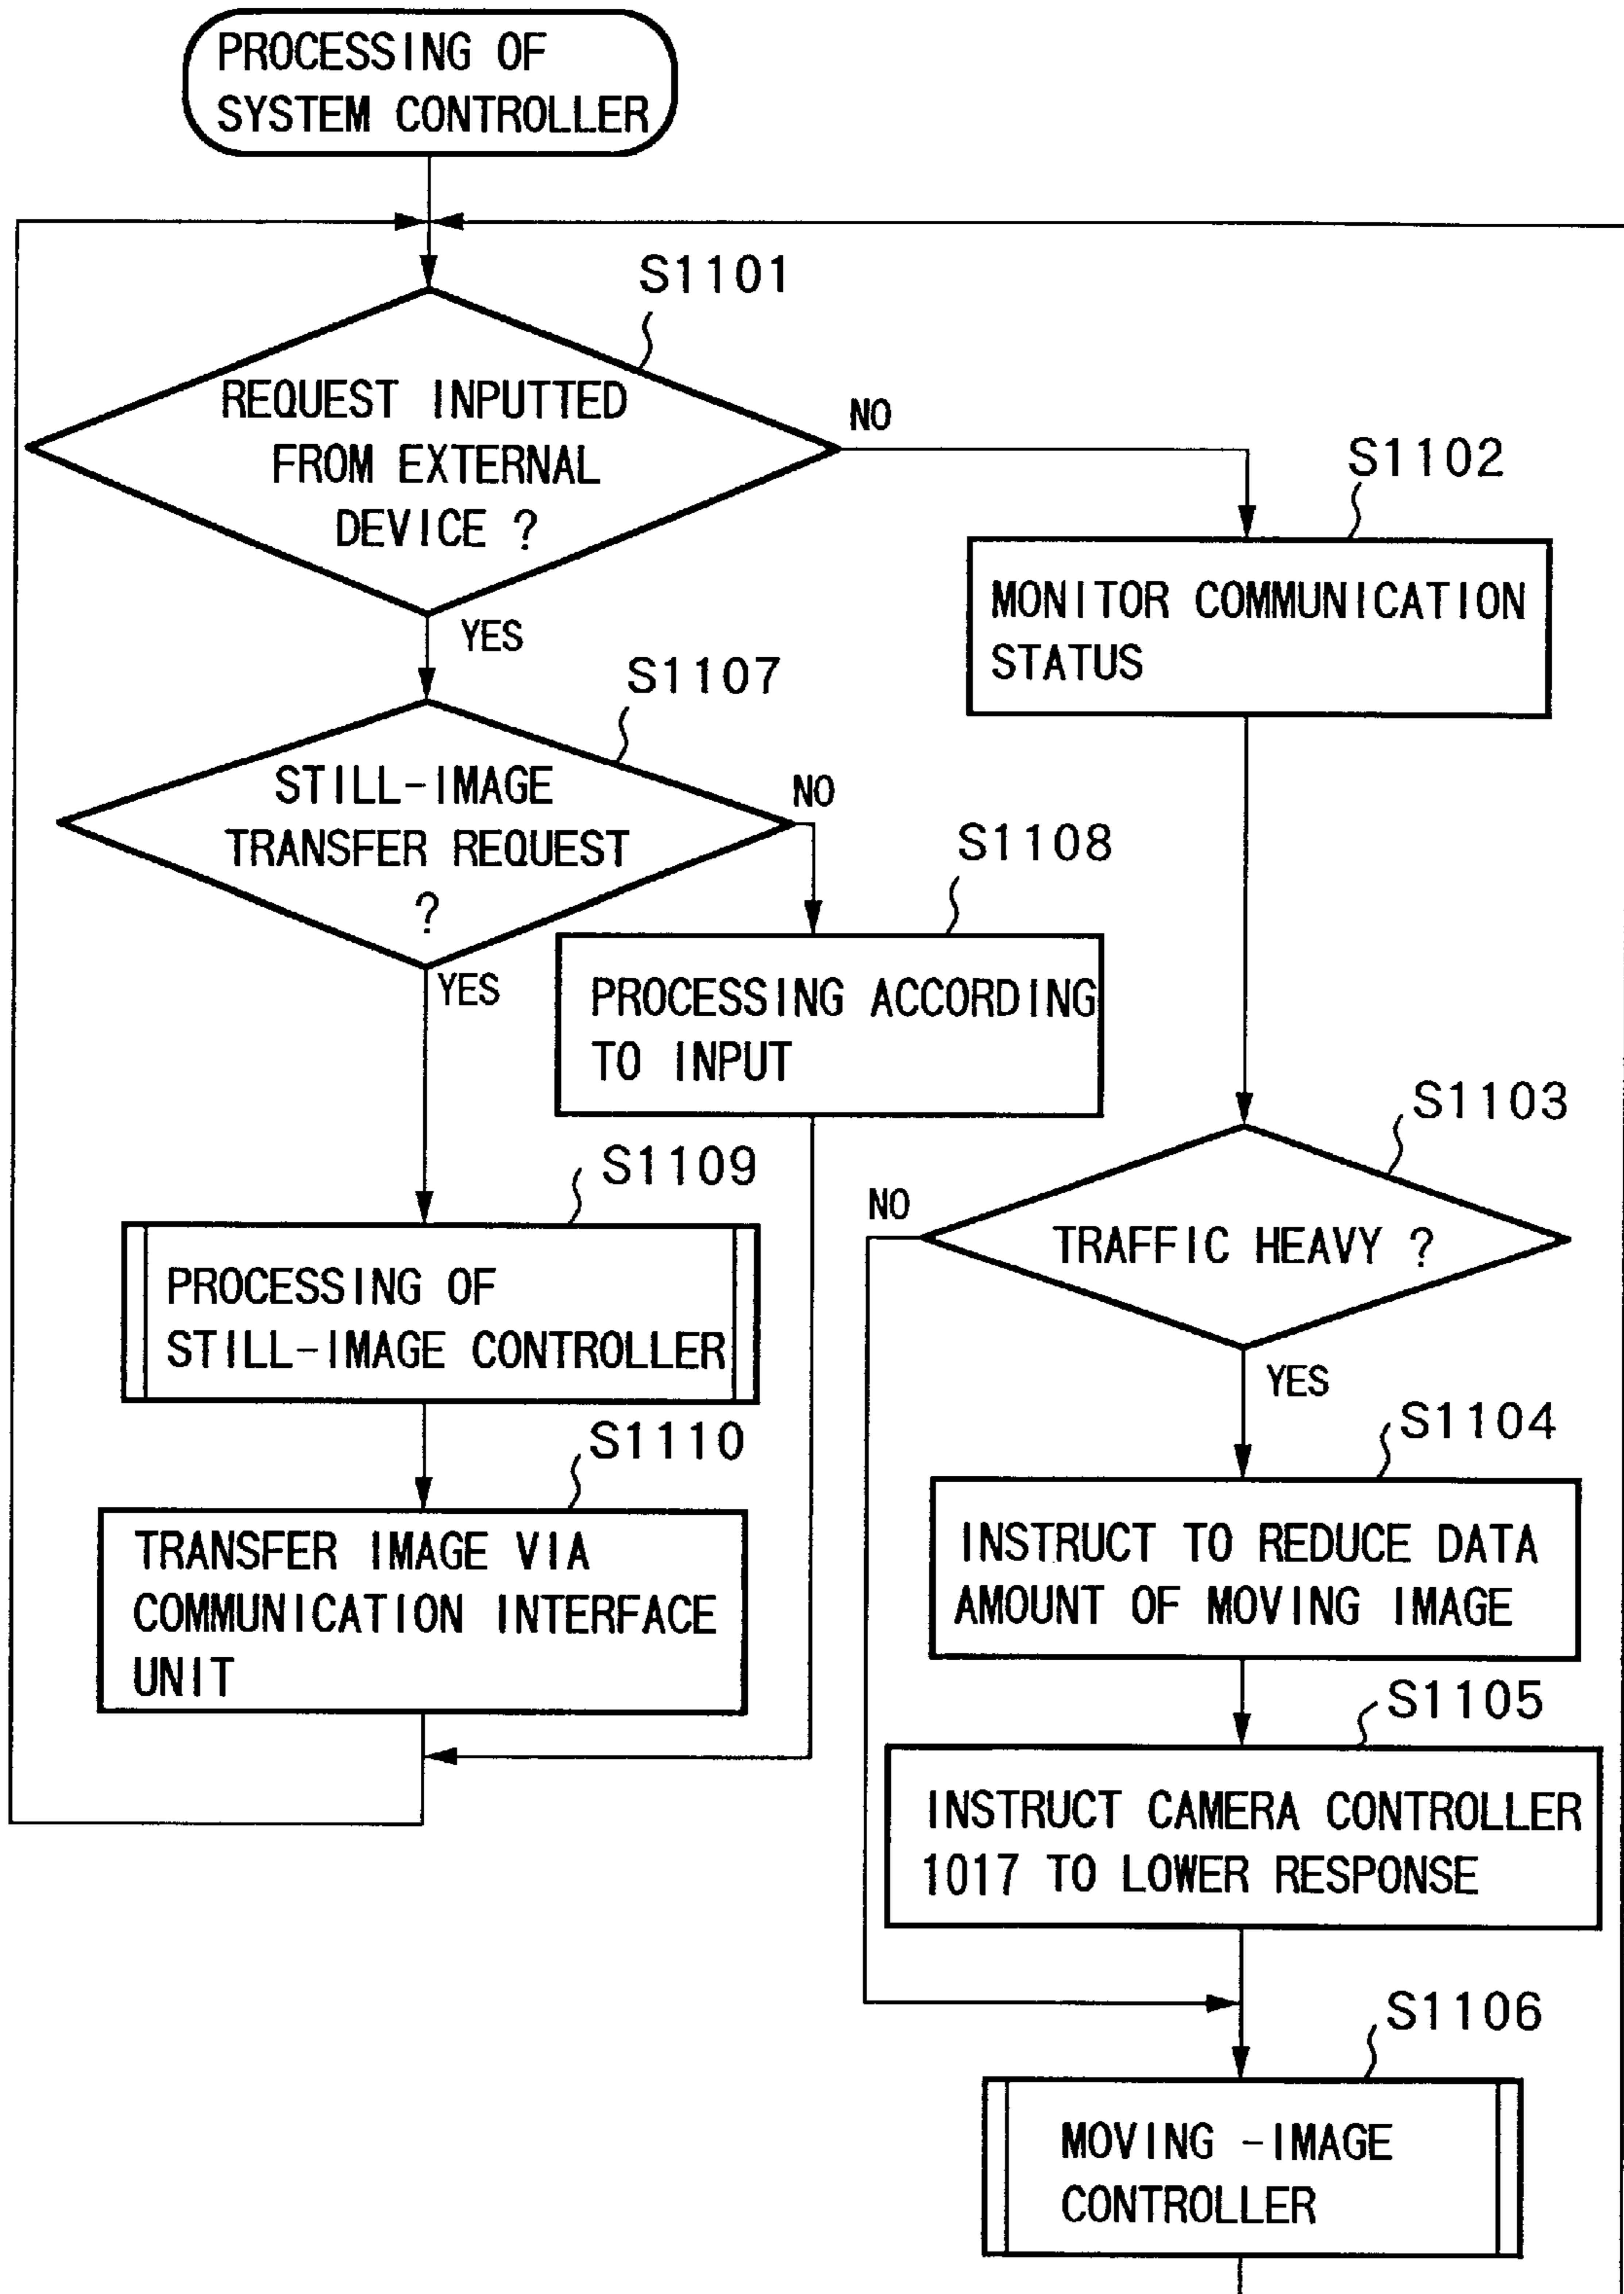 PROCESSING OF
SYSTEM CONTROLLER
S1101
REQUEST INPUTTED
FROM EXTERNAL
DEVICE ?
NO
YES
S1102
MONITOR COMMUNICATION
STATUS
S1107
STILL-IMAGE
TRANSFER REQUEST
?
NO
YES
S1108
PROCESSING ACCORDING
TO INPUT
S1103
TRAFFIC HEAVY ?
NO
YES
S1109
PROCESSING OF
STILL-IMAGE CONTROLLER
S1104
INSTRUCT TO REDUCE DATA
AMOUNT OF MOVING IMAGE
S1110
TRANSFER IMAGE VIA
COMMUNICATION INTERFACE
UNIT
S1105
INSTRUCT CAMERA CONTROLLER
1017 TO LOWER RESPONSE
S1106
MOVING -IMAGE
CONTROLLER